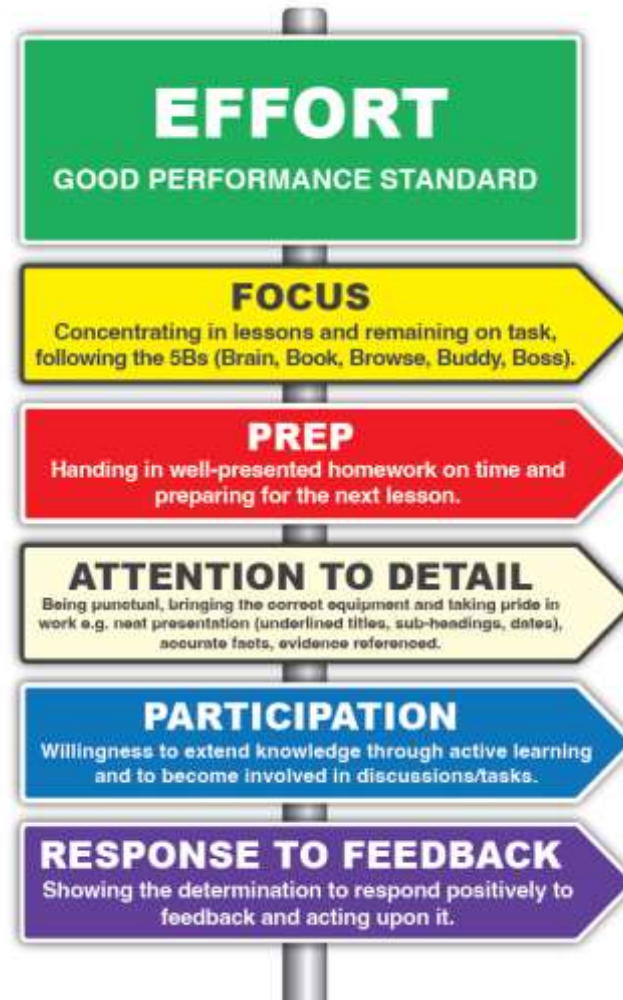 EFFORT
GOOD PERFORMANCE STANDARD
FOCUS
Concentrating in lessons and remaining on task,
following the 5Bs (Brain, Book, Browse, Buddy, Boss).
PREP
Handing in well-presented homework on time and
preparing for the next lesson.
ATTENTION TO DETAIL
Being punctual, bringing the correct equipment and taking pride in
work e.g. neat presentation (underlined titles, sub-headings, dates),
accurate facts, evidence referenced.
PARTICIPATION
Willingness to extend knowledge through active learning
and to become involved in discussions/tasks.
RESPONSE TO FEEDBACK
Showing the determination to respond positively to
feedback and acting upon it.